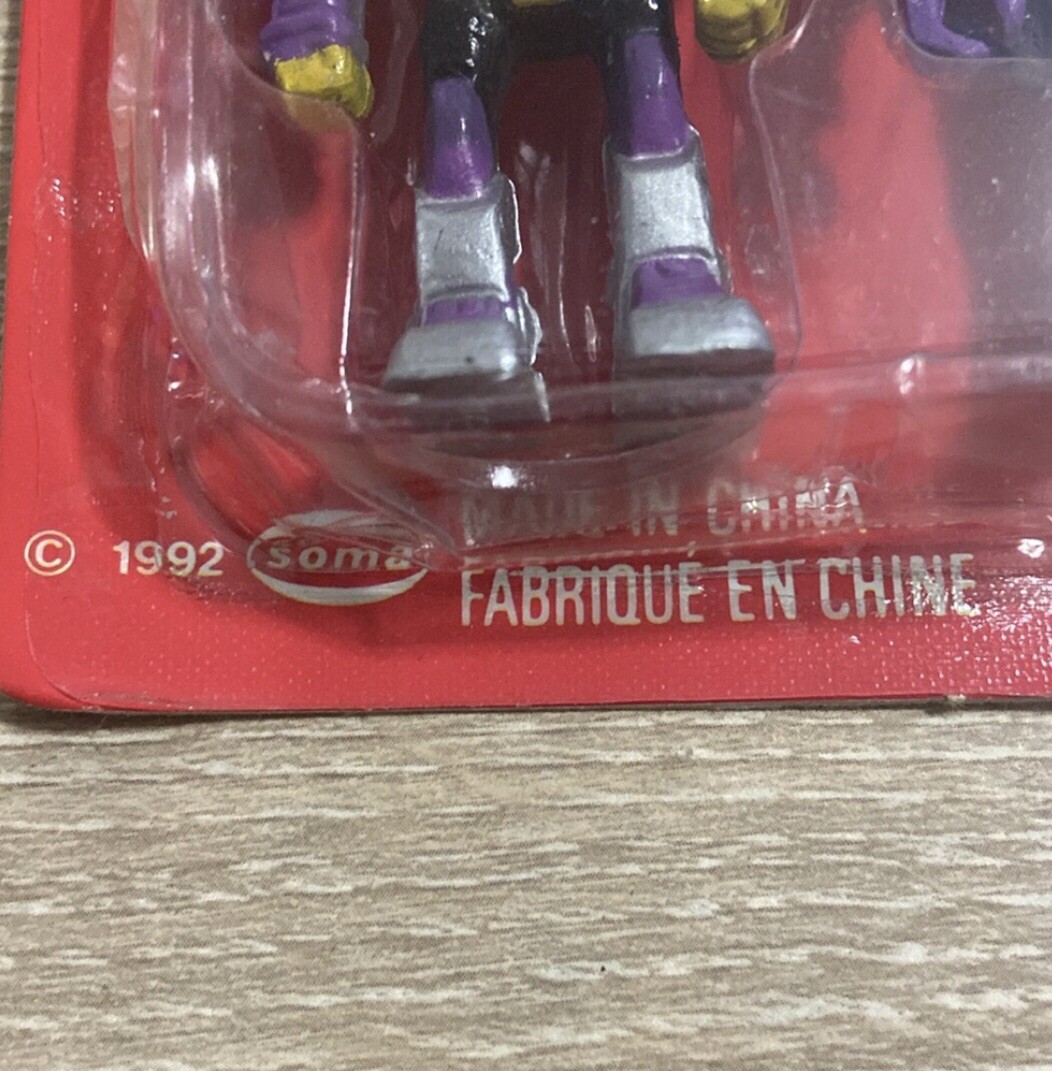 © 1992 soma
MADE IN CHINA
FABRIQUÉ EN CHINE